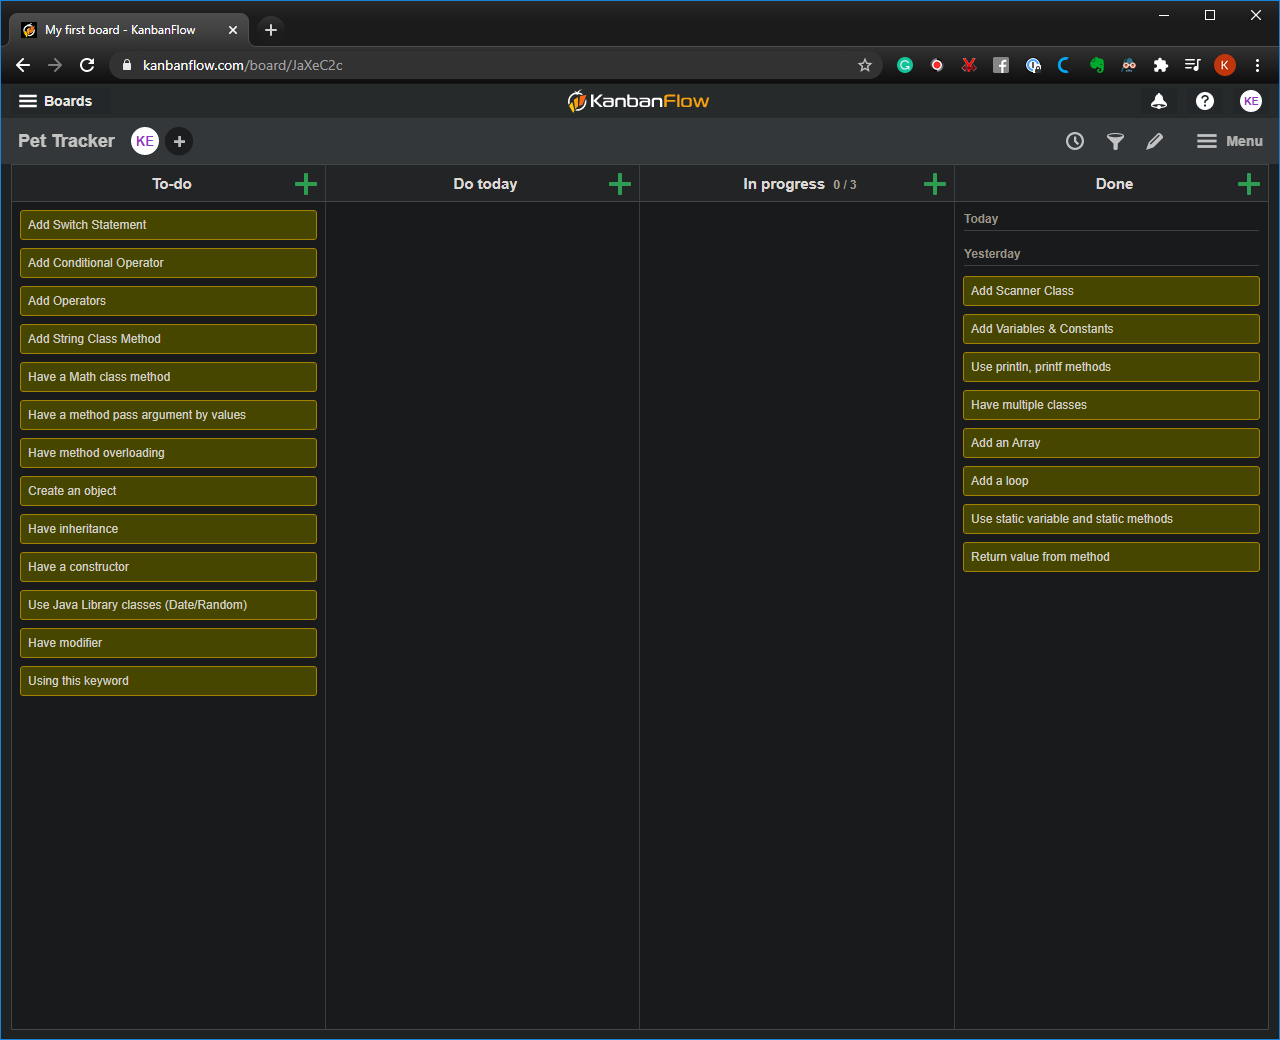 My first board - KanbanFlow
kanbanflow.com/board/JaXeC2c
K
Boards
KanbanFlow
KE
Pet Tracker
KE
Menu
To-do
Do today
In progress 0 / 3
Done
Add Switch Statement
Add Conditional Operator
Add Operators
Add String Class Method
Have a Math class method
Have a method pass argument by values
Have method overloading
Create an object
Have inheritance
Have a constructor
Use Java Library classes (Date/Random)
Have modifier
Using this keyword
Today
Yesterday
Add Scanner Class
Add Variables & Constants
Use println, printf methods
Have multiple classes
Add an Array
Add a loop
Use static variable and static methods
Return value from method